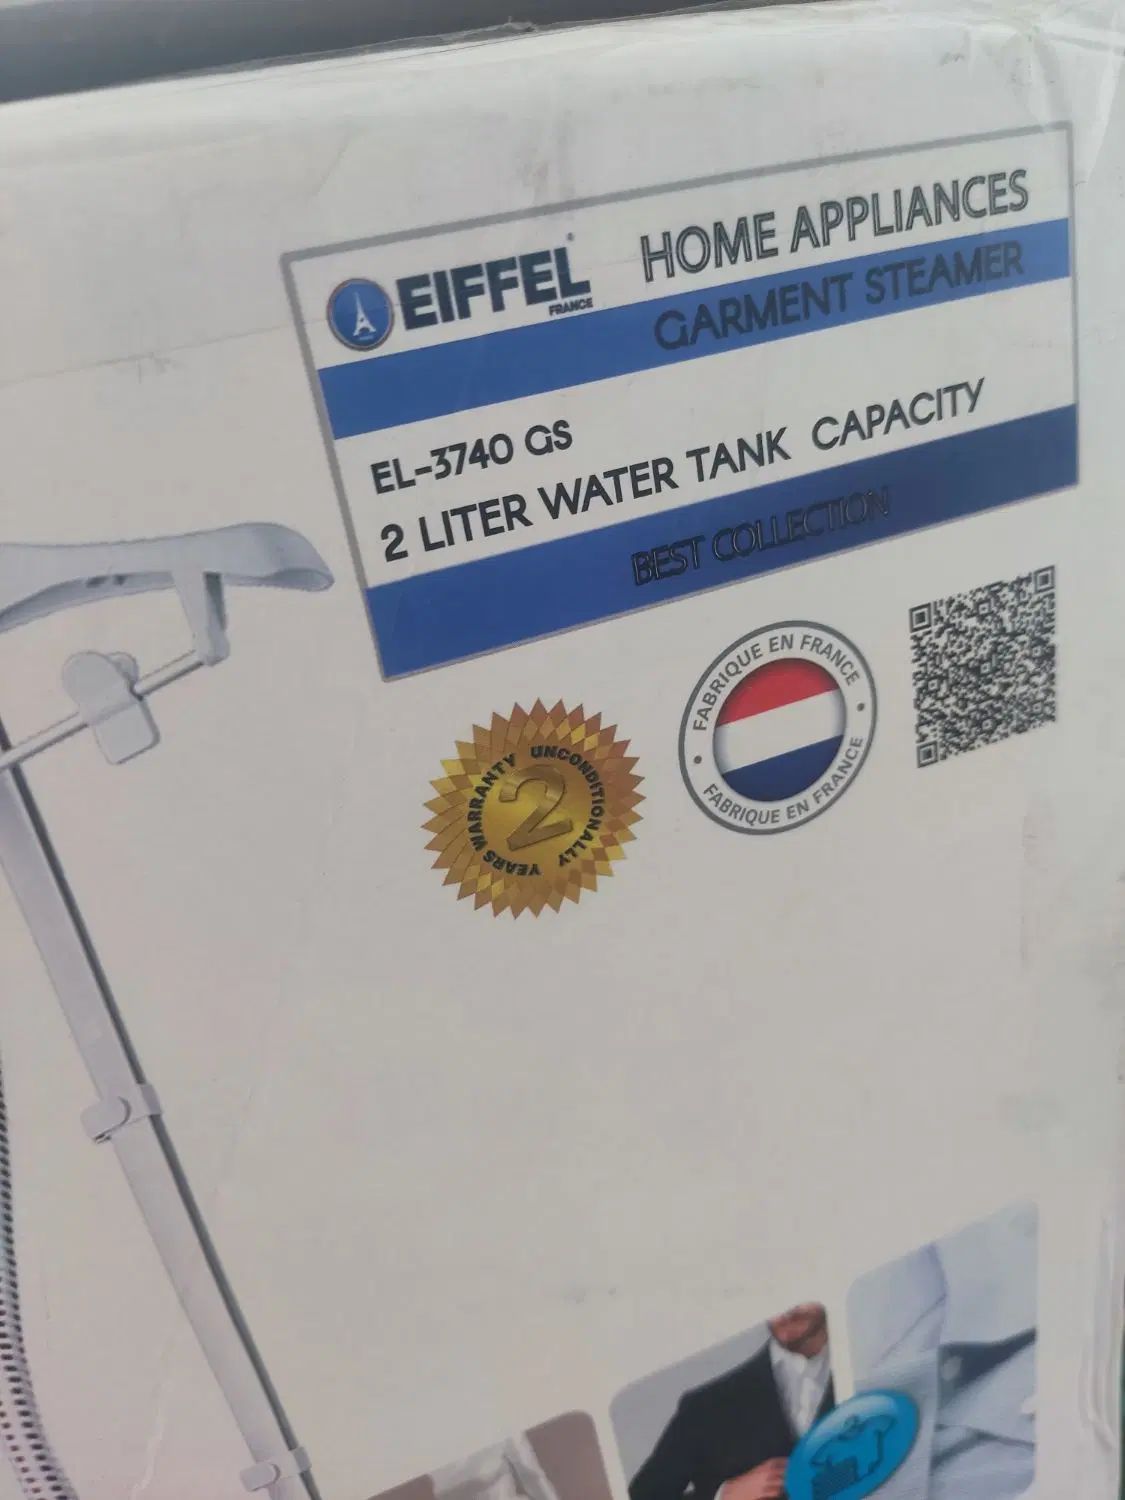 EIFFEL®
FRANCE
HOME APPLIANCES
GARMENT STEAMER
EL-3740 GS
2 LITER WATER TANK CAPACITY
BEST COLLECTION
FABRIQUE EN FRANCE
FABRIQUE EN FRANCE
2
YEARS WARRANTY UNCONDITIONALLY